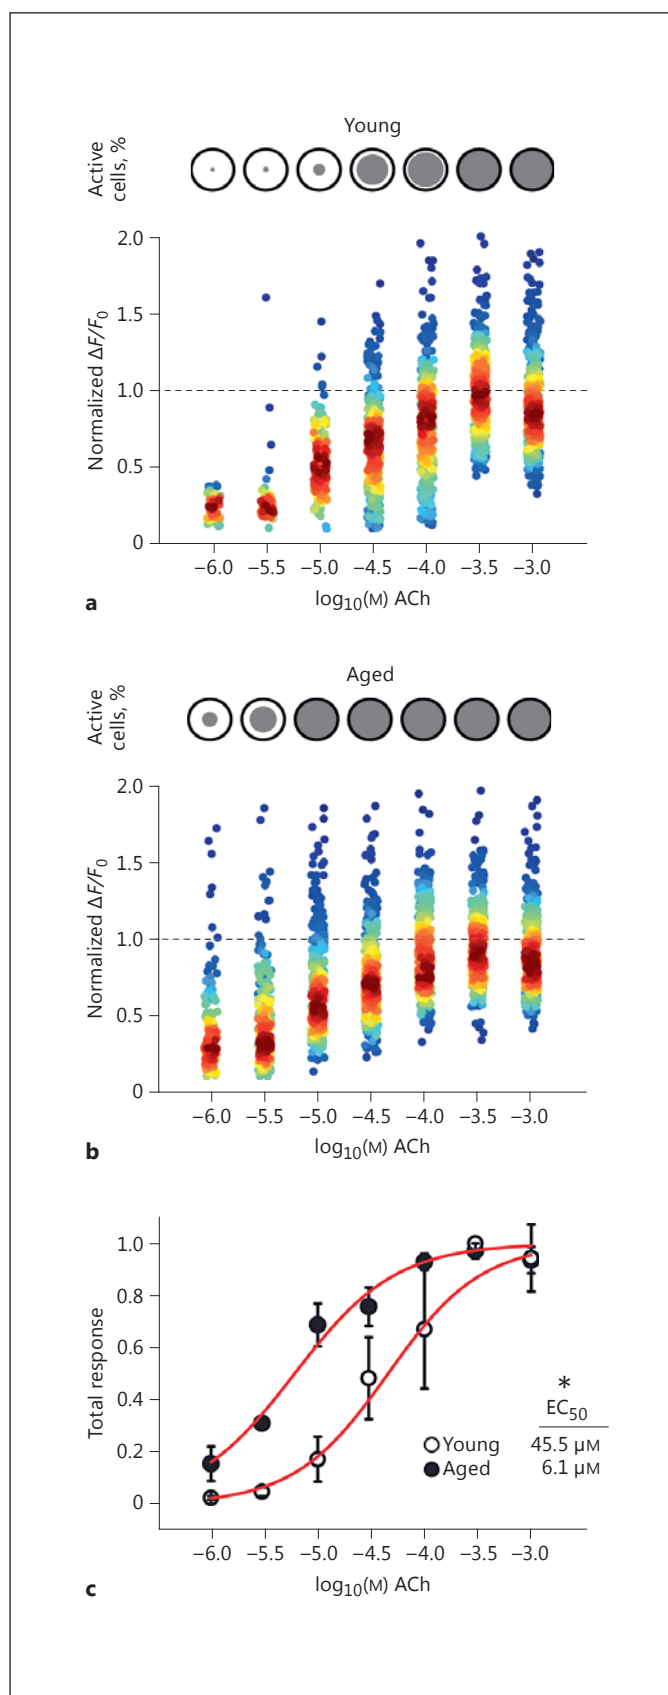 Young
Active
cells, %
2.0
1.5
1.0
0.5
0
Normalized ΔF/F₀
−6.0 −5.5 −5.0 −4.5 −4.0 −3.5 −3.0
log₁₀(M) ACh
a
Aged
Active
cells, %
2.0
1.5
1.0
0.5
0
Normalized ΔF/F₀
−6.0 −5.5 −5.0 −4.5 −4.0 −3.5 −3.0
log₁₀(M) ACh
b
1.0
0.8
0.6
0.4
0.2
0
Total response
*
EC₅₀
Young 45.5 µM
Aged 6.1 µM
−6.0 −5.5 −5.0 −4.5 −4.0 −3.5 −3.0
log₁₀(M) ACh
c